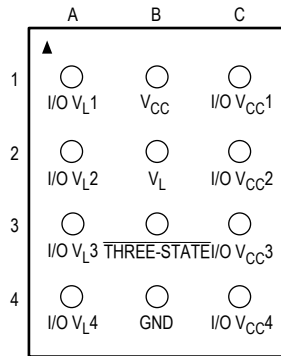 A B C
1
I/O VL1 VCC I/O VCC1
2
I/O VL2 VL I/O VCC2
3
I/O VL3 THREE-STATE I/O VCC3
4
I/O VL4 GND I/O VCC4